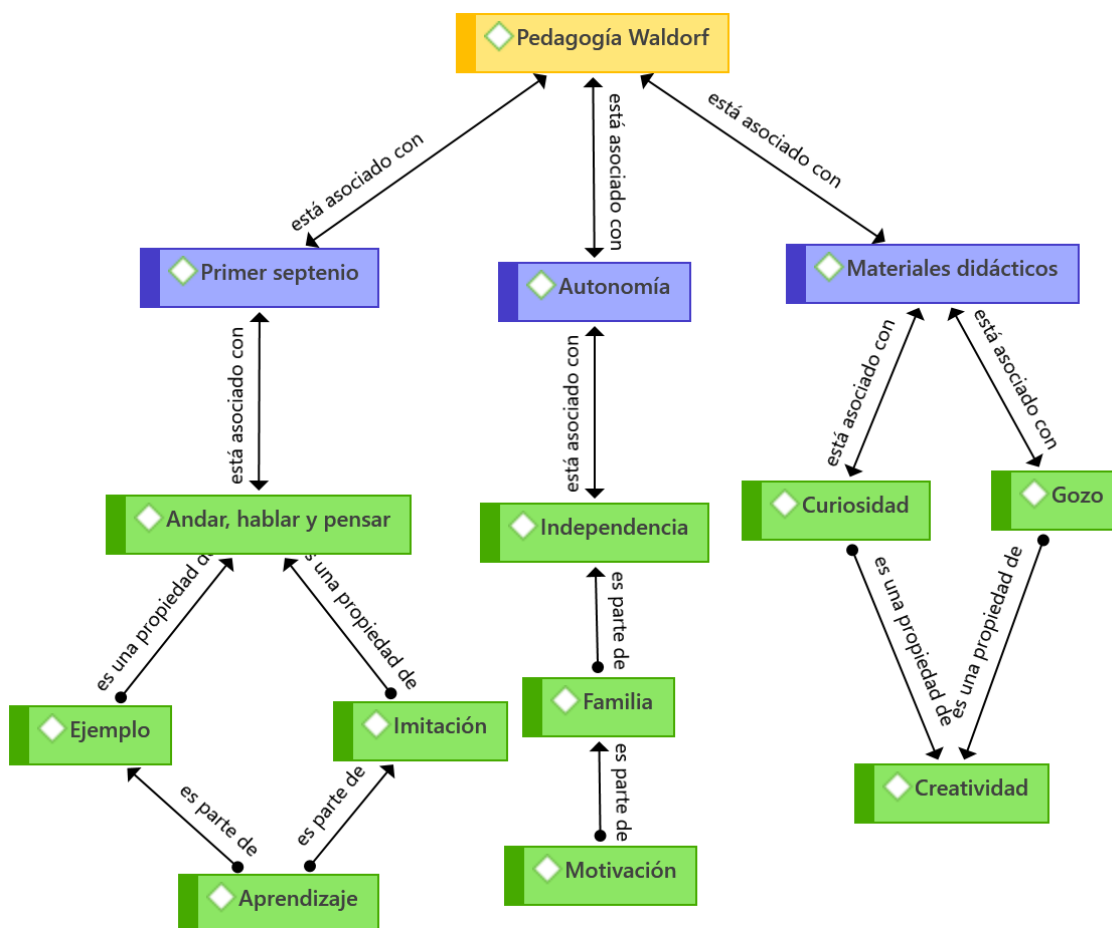 Pedagogía Waldorf
está asociado con
está asociado con
está asociado con
Primer septenio
Autonomía
Materiales didácticos
está asociado con
está asociado con
está asociado con
está asociado con
Andar, hablar y pensar
Independencia
Curiosidad
Gozo
es una propiedad de
es una propiedad de
es parte de
es una propiedad de
es una propiedad de
Ejemplo
Imitación
Familia
Creatividad
es parte de
es parte de
es parte de
Aprendizaje
Motivación